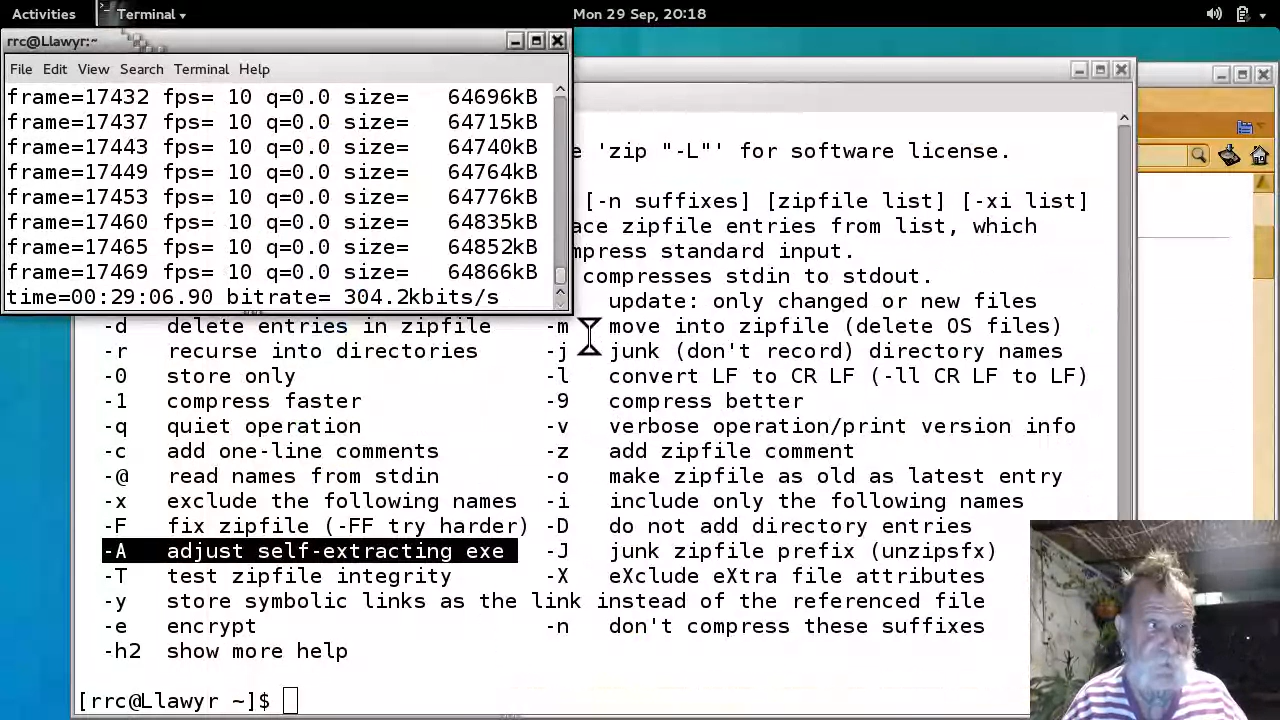 Activities
Terminal
Mon 29 Sep, 20:18
rrc@Llawyr:~
File Edit View Search Terminal Help
frame=17432 fps= 10 q=0.0 size=   64696kB
frame=17437 fps= 10 q=0.0 size=   64715kB
frame=17443 fps= 10 q=0.0 size=   64740kB
frame=17449 fps= 10 q=0.0 size=   64764kB
frame=17453 fps= 10 q=0.0 size=   64776kB
frame=17460 fps= 10 q=0.0 size=   64835kB
frame=17465 fps= 10 q=0.0 size=   64852kB
frame=17469 fps= 10 q=0.0 size=   64866kB
time=00:29:06.90 bitrate= 304.2kbits/s
'zip "-L"' for software license.
[-n suffixes] [zipfile list] [-xi list]
zipfile entries from list, which
standard input.
compresses stdin to stdout.
update: only changed or new files
-d   delete entries in zipfile     -m   move into zipfile (delete OS files)
-r   recurse into directories      -j   junk (don't record) directory names
-0   store only                    -l   convert LF to CR LF (-ll CR LF to LF)
-1   compress faster               -9   compress better
-q   quiet operation               -v   verbose operation/print version info
-c   add one-line comments         -z   add zipfile comment
-@   read names from stdin         -o   make zipfile as old as latest entry
-x   exclude the following names   -i   include only the following names
-F   fix zipfile (-FF try harder)  -D   do not add directory entries
-A   adjust self-extracting exe    -J   junk zipfile prefix (unzipsfx)
-T   test zipfile integrity        -X   eXclude eXtra file attributes
-y   store symbolic links as the link instead of the referenced file
-e   encrypt                       -n   don't compress these suffixes
-h2  show more help
[rrc@Llawyr ~]$